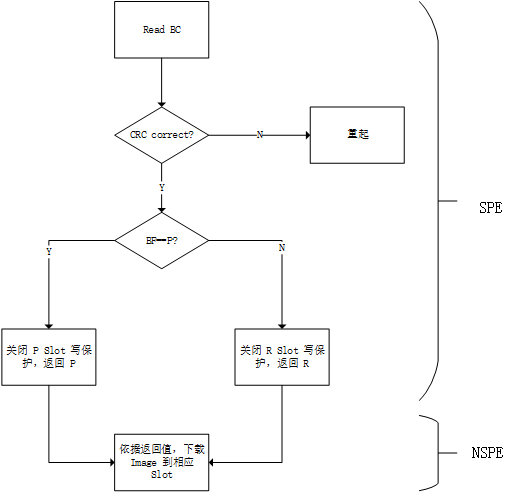 Read BC
CRC correct?
N
重起
Y
SPE
BF==P?
Y
N
关闭 P Slot 写保
护，返回 P
关闭 R Slot 写保
护，返回 R
依据返回值，下载
Image 到相应
Slot
NSPE